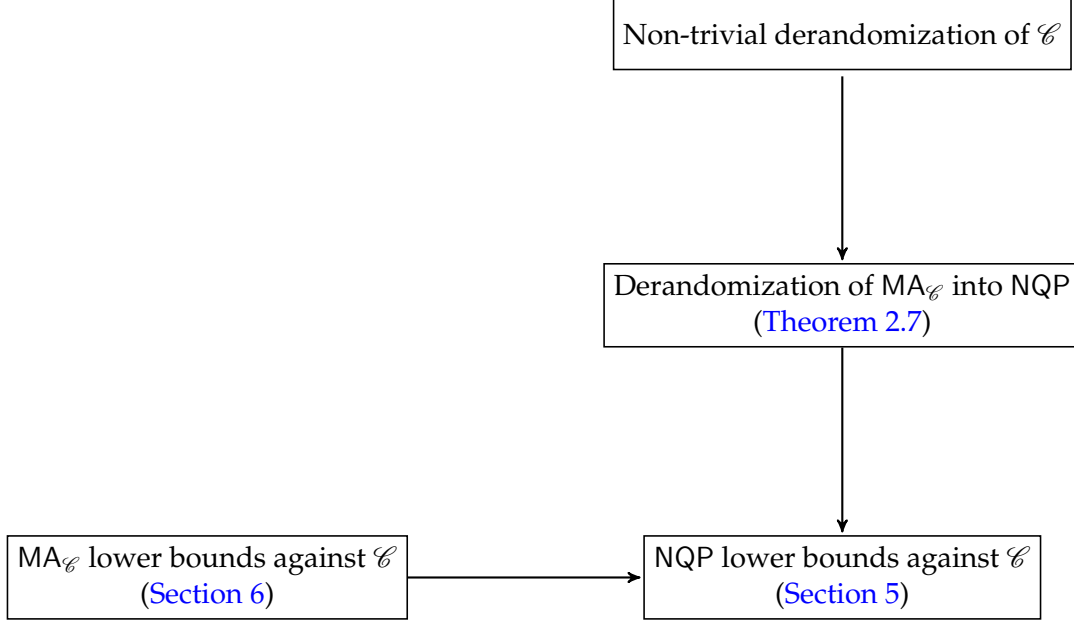 Non-trivial derandomization of 𝒞
Derandomization of MA𝒞 into NQP
(Theorem 2.7)
MA𝒞 lower bounds against 𝒞
(Section 6)
NQP lower bounds against 𝒞
(Section 5)